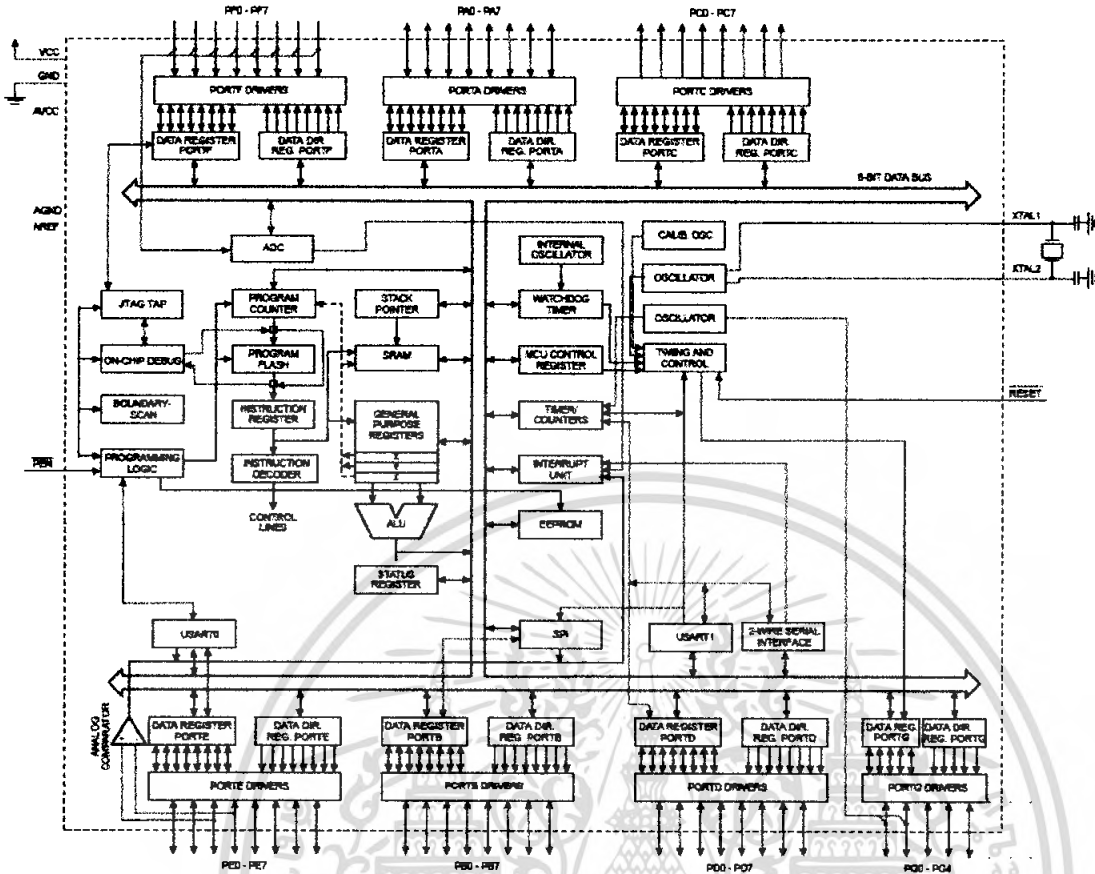 PF0 - PF7 PA0 - PA7 PC0 - PC7
VCC
GND
AVCC
PORTF DRIVERS PORTA DRIVERS PORTC DRIVERS
DATA REGISTER PORTF
DATA DIR. REG. PORTF
DATA REGISTER PORTA
DATA DIR. REG. PORTA
DATA REGISTER PORTC
DATA DIR. REG. PORTC
8-BIT DATA BUS
AGND
AREF
XTAL1
XTAL2
ADC
INTERNAL OSCILLATOR
CALIB. OSC
OSCILLATOR
JTAG TAP
PROGRAM COUNTER
STACK POINTER
WATCHDOG TIMER
OSCILLATOR
ON-CHIP DEBUG
PROGRAM FLASH
SRAM
MCU CONTROL REGISTER
TIMING AND CONTROL
RESET
BOUNDARY-SCAN
INSTRUCTION REGISTER
GENERAL PURPOSE REGISTERS
TIMER/ COUNTERS
PEN
PROGRAMMING LOGIC
INSTRUCTION DECODER
X
Y
Z
INTERRUPT UNIT
CONTROL LINES
ALU
EEPROM
STATUS REGISTER
USART0
SPI
USART1
2-WIRE SERIAL INTERFACE
ANALOG COMPARATOR
DATA REGISTER PORTE
DATA DIR. REG. PORTE
DATA REGISTER PORTB
DATA DIR. REG. PORTB
DATA REGISTER PORTD
DATA DIR. REG. PORTD
DATA REG. PORTG
DATA DIR. REG. PORTG
PORTE DRIVERS PORTB DRIVERS PORTD DRIVERS PORTG DRIVERS
PE0 - PE7 PB0 - PB7 PD0 - PD7 PG0 - PG4